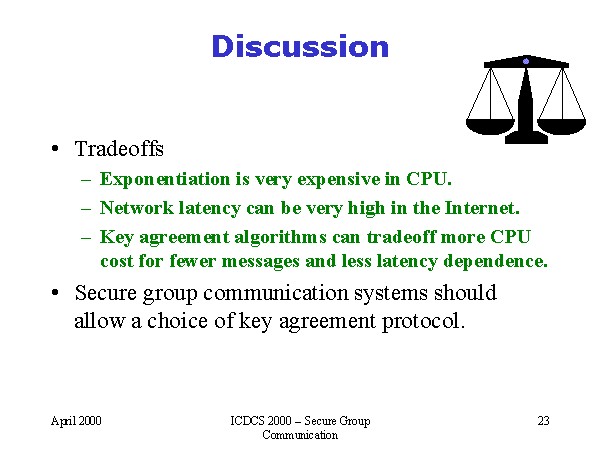 Discussion
• Tradeoffs
– Exponentiation is very expensive in CPU.
– Network latency can be very high in the Internet.
– Key agreement algorithms can tradeoff more CPU
cost for fewer messages and less latency dependence.
• Secure group communication systems should
allow a choice of key agreement protocol.
April 2000
ICDCS 2000 – Secure Group
Communication
23